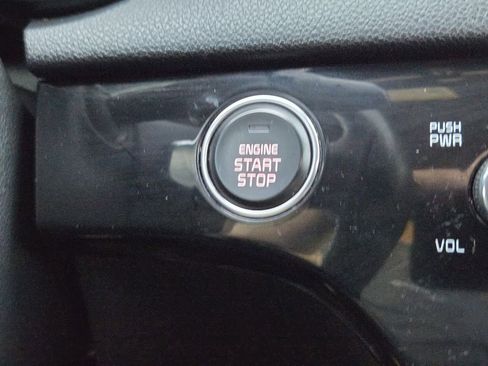 ENGINE
START
STOP
PUSH
PWR
VOL